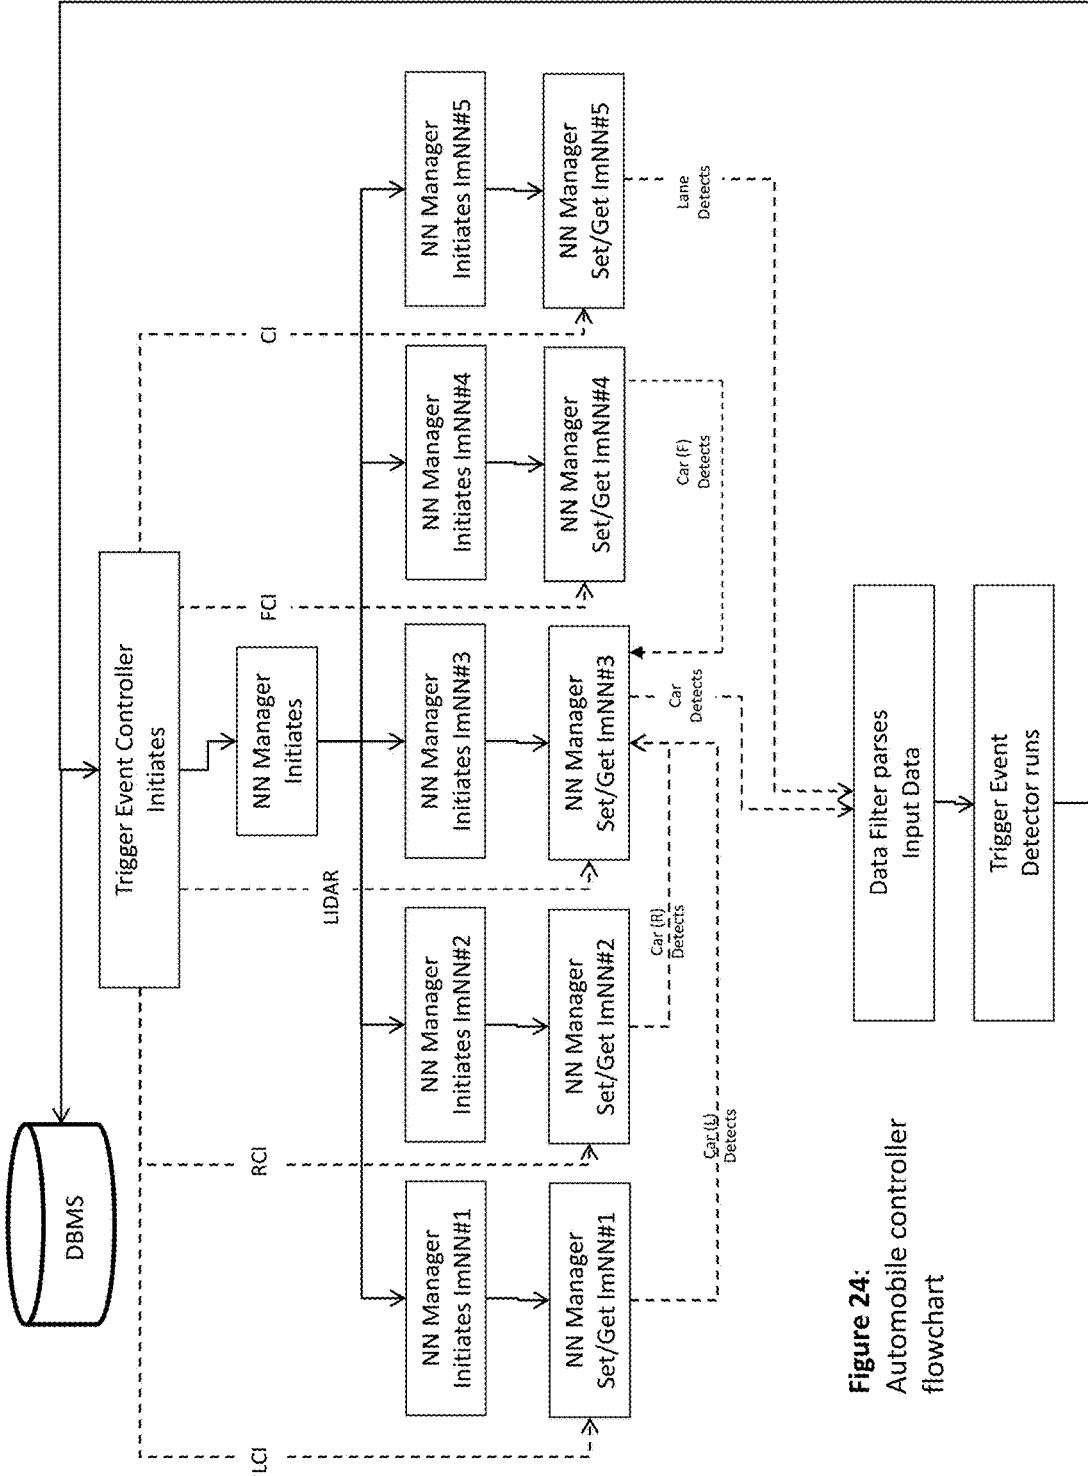 DBMS
Trigger Event Controller
Initiates
NN Manager
Initiates
LCI
RCI
LIDAR
FCI
CI
NN Manager
Initiates ImNN#1
NN Manager
Initiates ImNN#2
NN Manager
Initiates ImNN#3
NN Manager
Initiates ImNN#4
NN Manager
Initiates ImNN#5
NN Manager
Set/Get ImNN#1
NN Manager
Set/Get ImNN#2
NN Manager
Set/Get ImNN#3
NN Manager
Set/Get ImNN#4
NN Manager
Set/Get ImNN#5
Car (L)
Detects
Car (R)
Detects
Car
Detects
Car (F)
Detects
Lane
Detects
Data Filter parses
Input Data
Trigger Event
Detector runs
Figure 24:
Automobile controller
flowchart